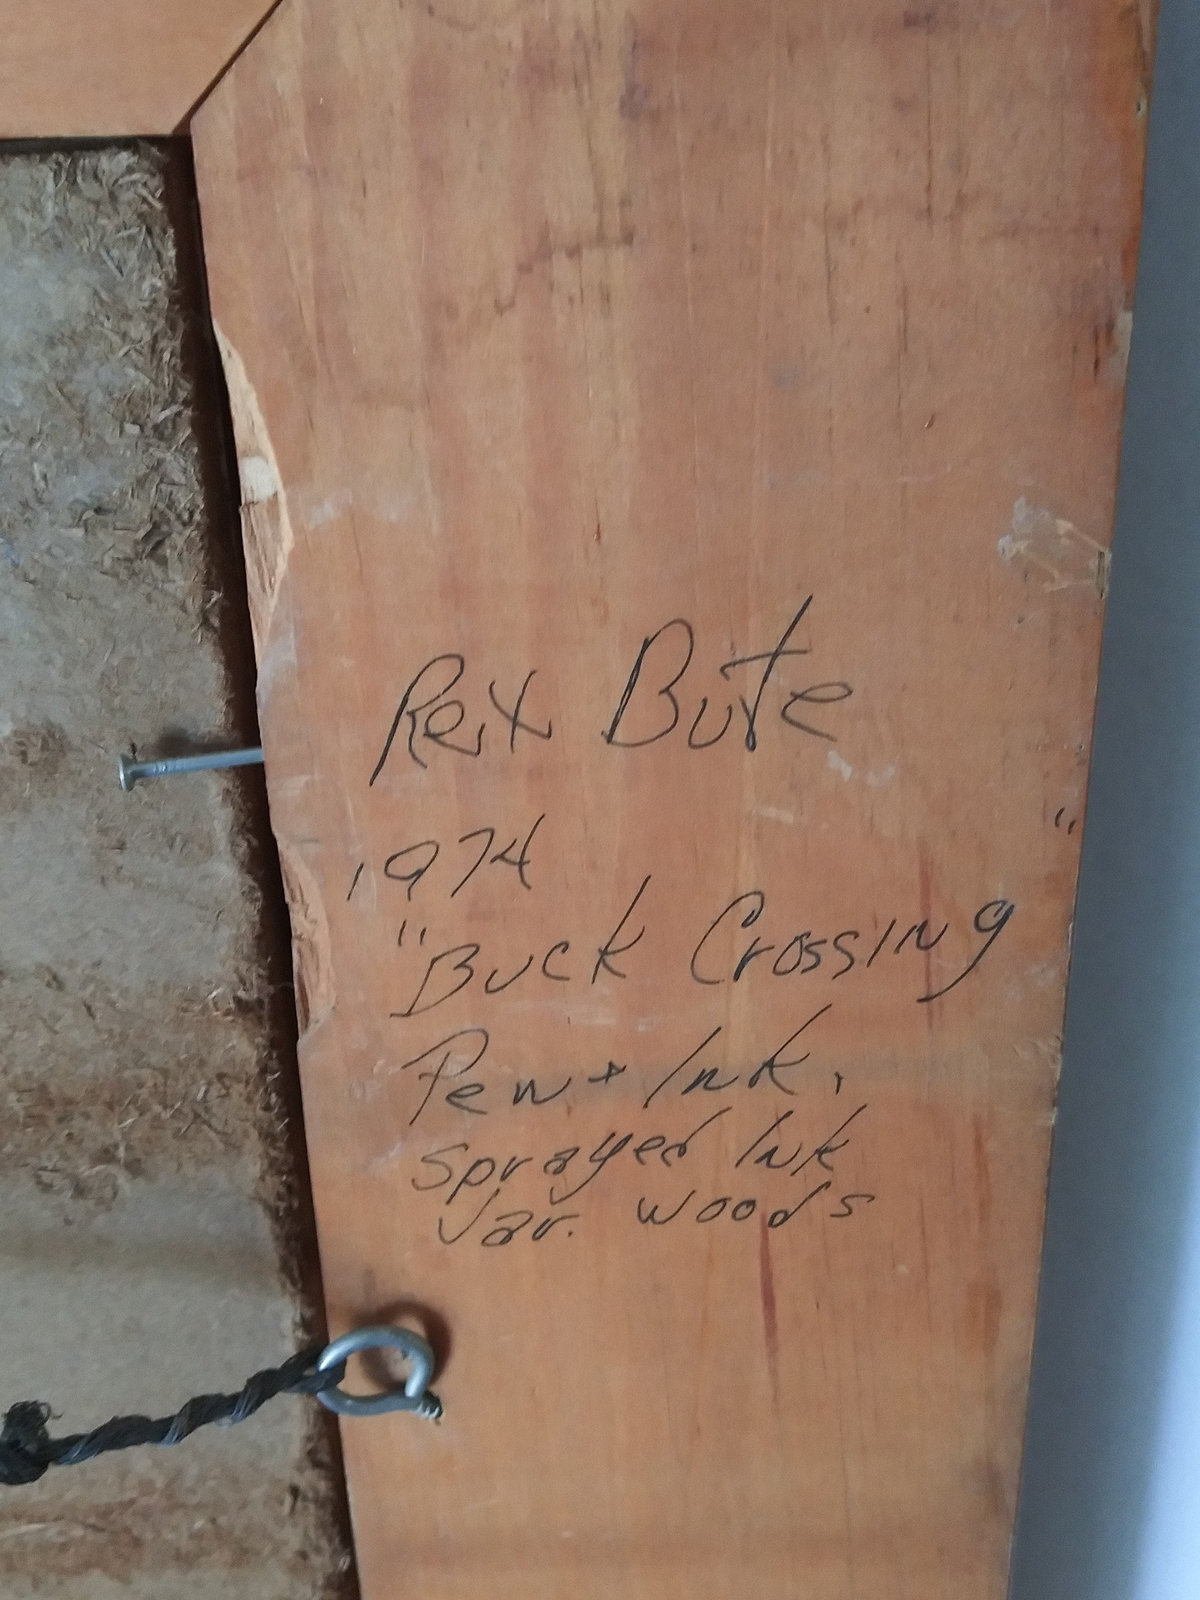 Rex Bute
1974
"Buck Crossing"
Pen + Ink,
Sprayed Ink
Var. Woods